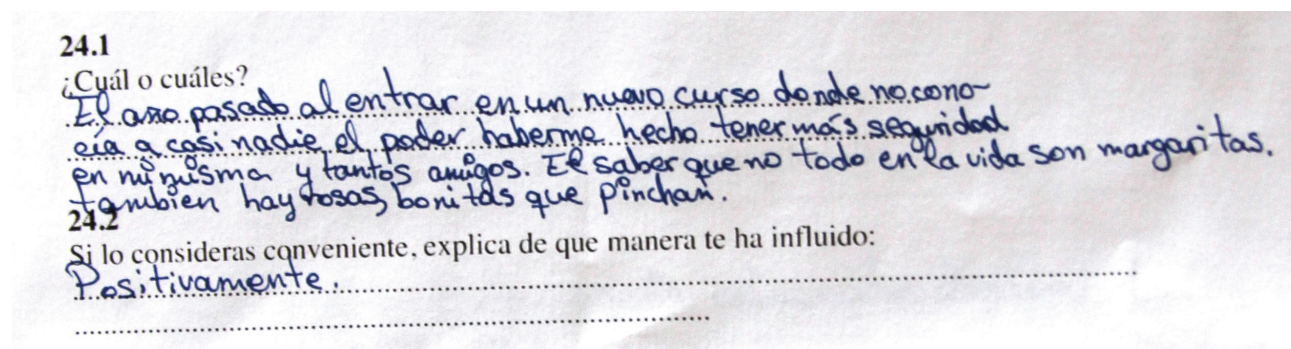 24.1
¿Cuál o cuáles?
El año pasado al entrar en un nuevo curso donde no cono-
cía a casi nadie, el poder haberme hecho tener más seguridad
en mi misma y tantos amigos. El saber que no todo en la vida son margaritas.
tambien hay rosas, bonitas que pinchan.
24.2
Si lo consideras conveniente, explica de que manera te ha influido:
Positivamente.